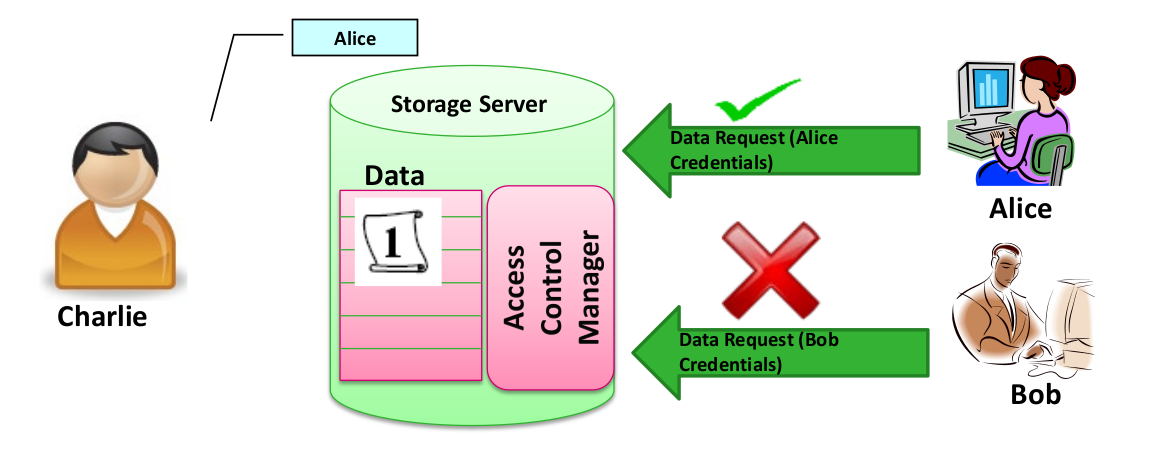 Alice
Storage Server
Data
1
Access
Control
Manager
Charlie
Data Request (Alice
Credentials)
Alice
Data Request (Bob
Credentials)
Bob